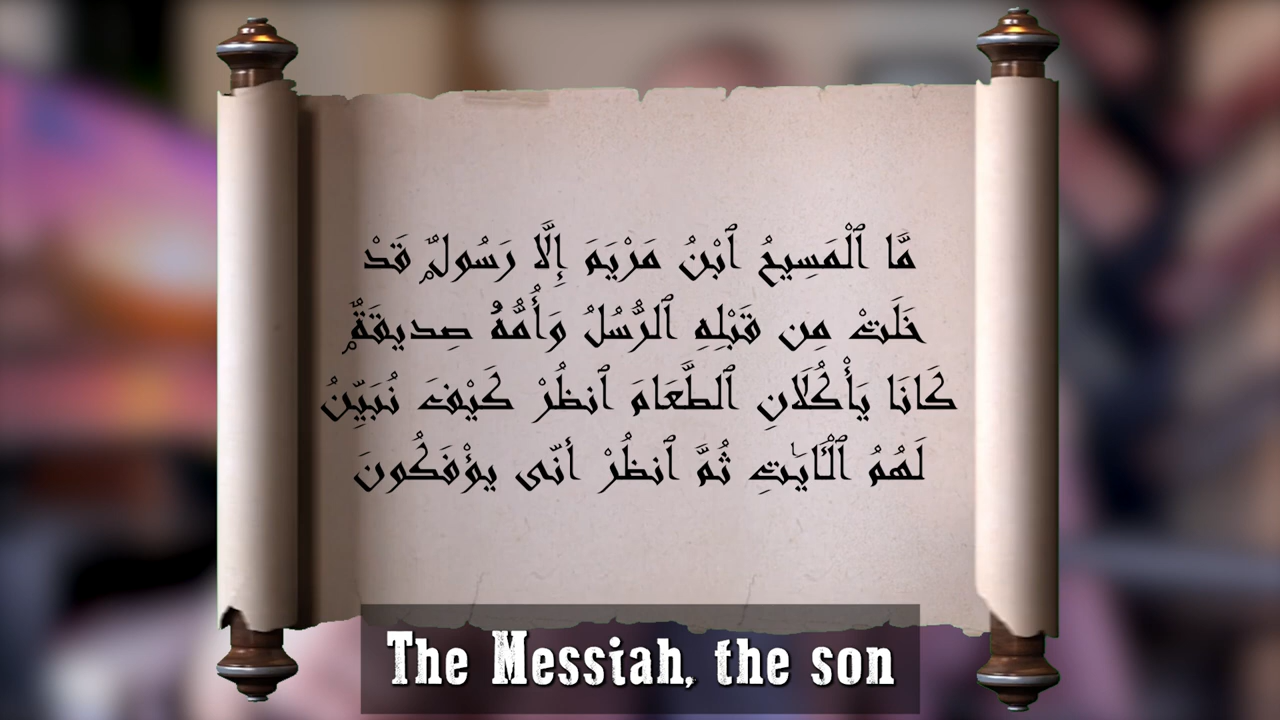 مَّا ٱلْمَسِيحُ ٱبْنُ مَرْيَمَ إِلَّا رَسُولٌۭ قَدْ
خَلَتْ مِن قَبْلِهِ ٱلرُّسُلُ وَأُمُّهُۥ صِدِيقَةٌۭ
كَانَا يَأْكُلَانِ ٱلطَّعَامَ ٱنظُرْ كَيْفَ نُبَيِّنُ
لَهُمُ ٱلْـَٔايَـٰتِ ثُمَّ ٱنظُرْ أَنّى يؤْفَكُونَ
The Messiah, the son